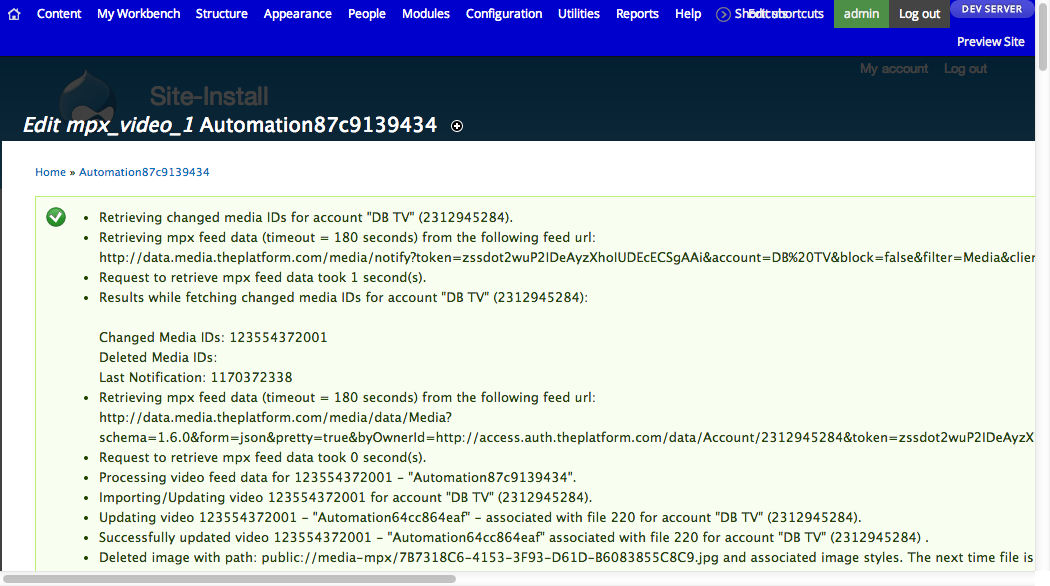 Content My Workbench Structure Appearance People Modules Configuration Utilities Reports Help Edit shortcuts admin Log out DEV SERVER
Preview Site
My account Log out
Site-Install
Edit mpx_video_1 Automation87c9139434
Home » Automation87c9139434
• Retrieving changed media IDs for account "DB TV" (2312945284).
• Retrieving mpx feed data (timeout = 180 seconds) from the following feed url:
http://data.media.theplatform.com/media/notify?token=zssdot2wuP2IDeAyzXhoIUDEcECSgAAi&account=DB%20TV&block=false&filter=Media&clien
• Request to retrieve mpx feed data took 1 second(s).
• Results while fetching changed media IDs for account "DB TV" (2312945284):
Changed Media IDs: 123554372001
Deleted Media IDs:
Last Notification: 1170372338
• Retrieving mpx feed data (timeout = 180 seconds) from the following feed url:
http://data.media.theplatform.com/media/data/Media?
schema=1.6.0&form=json&pretty=true&byOwnerId=http://access.auth.theplatform.com/data/Account/2312945284&token=zssdot2wuP2IDeAyzX
• Request to retrieve mpx feed data took 0 second(s).
• Processing video feed data for 123554372001 - "Automation87c9139434".
• Importing/Updating video 123554372001 for account "DB TV" (2312945284).
• Updating video 123554372001 - "Automation64cc864eaf" - associated with file 220 for account "DB TV" (2312945284).
• Successfully updated video 123554372001 - "Automation64cc864eaf" associated with file 220 for account "DB TV" (2312945284) .
• Deleted image with path: public://media-mpx/7B7318C6-4153-3F93-D61D-B6083855C8C9.jpg and associated image styles. The next time file is